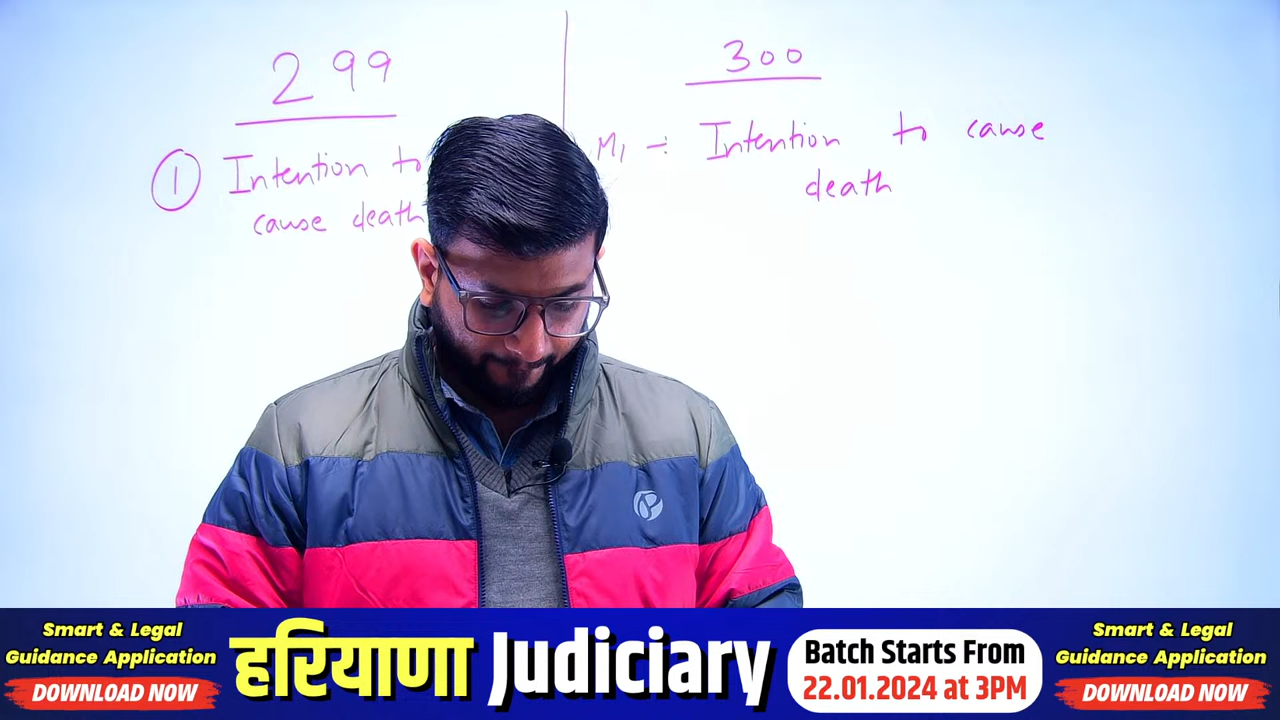 299
① Intention to
cause death
300
M1 ÷ Intention to cause
death
Smart & Legal
Guidance Application
DOWNLOAD NOW
हरियाणा Judiciary
Batch Starts From
22.01.2024 at 3PM
Smart & Legal
Guidance Application
DOWNLOAD NOW